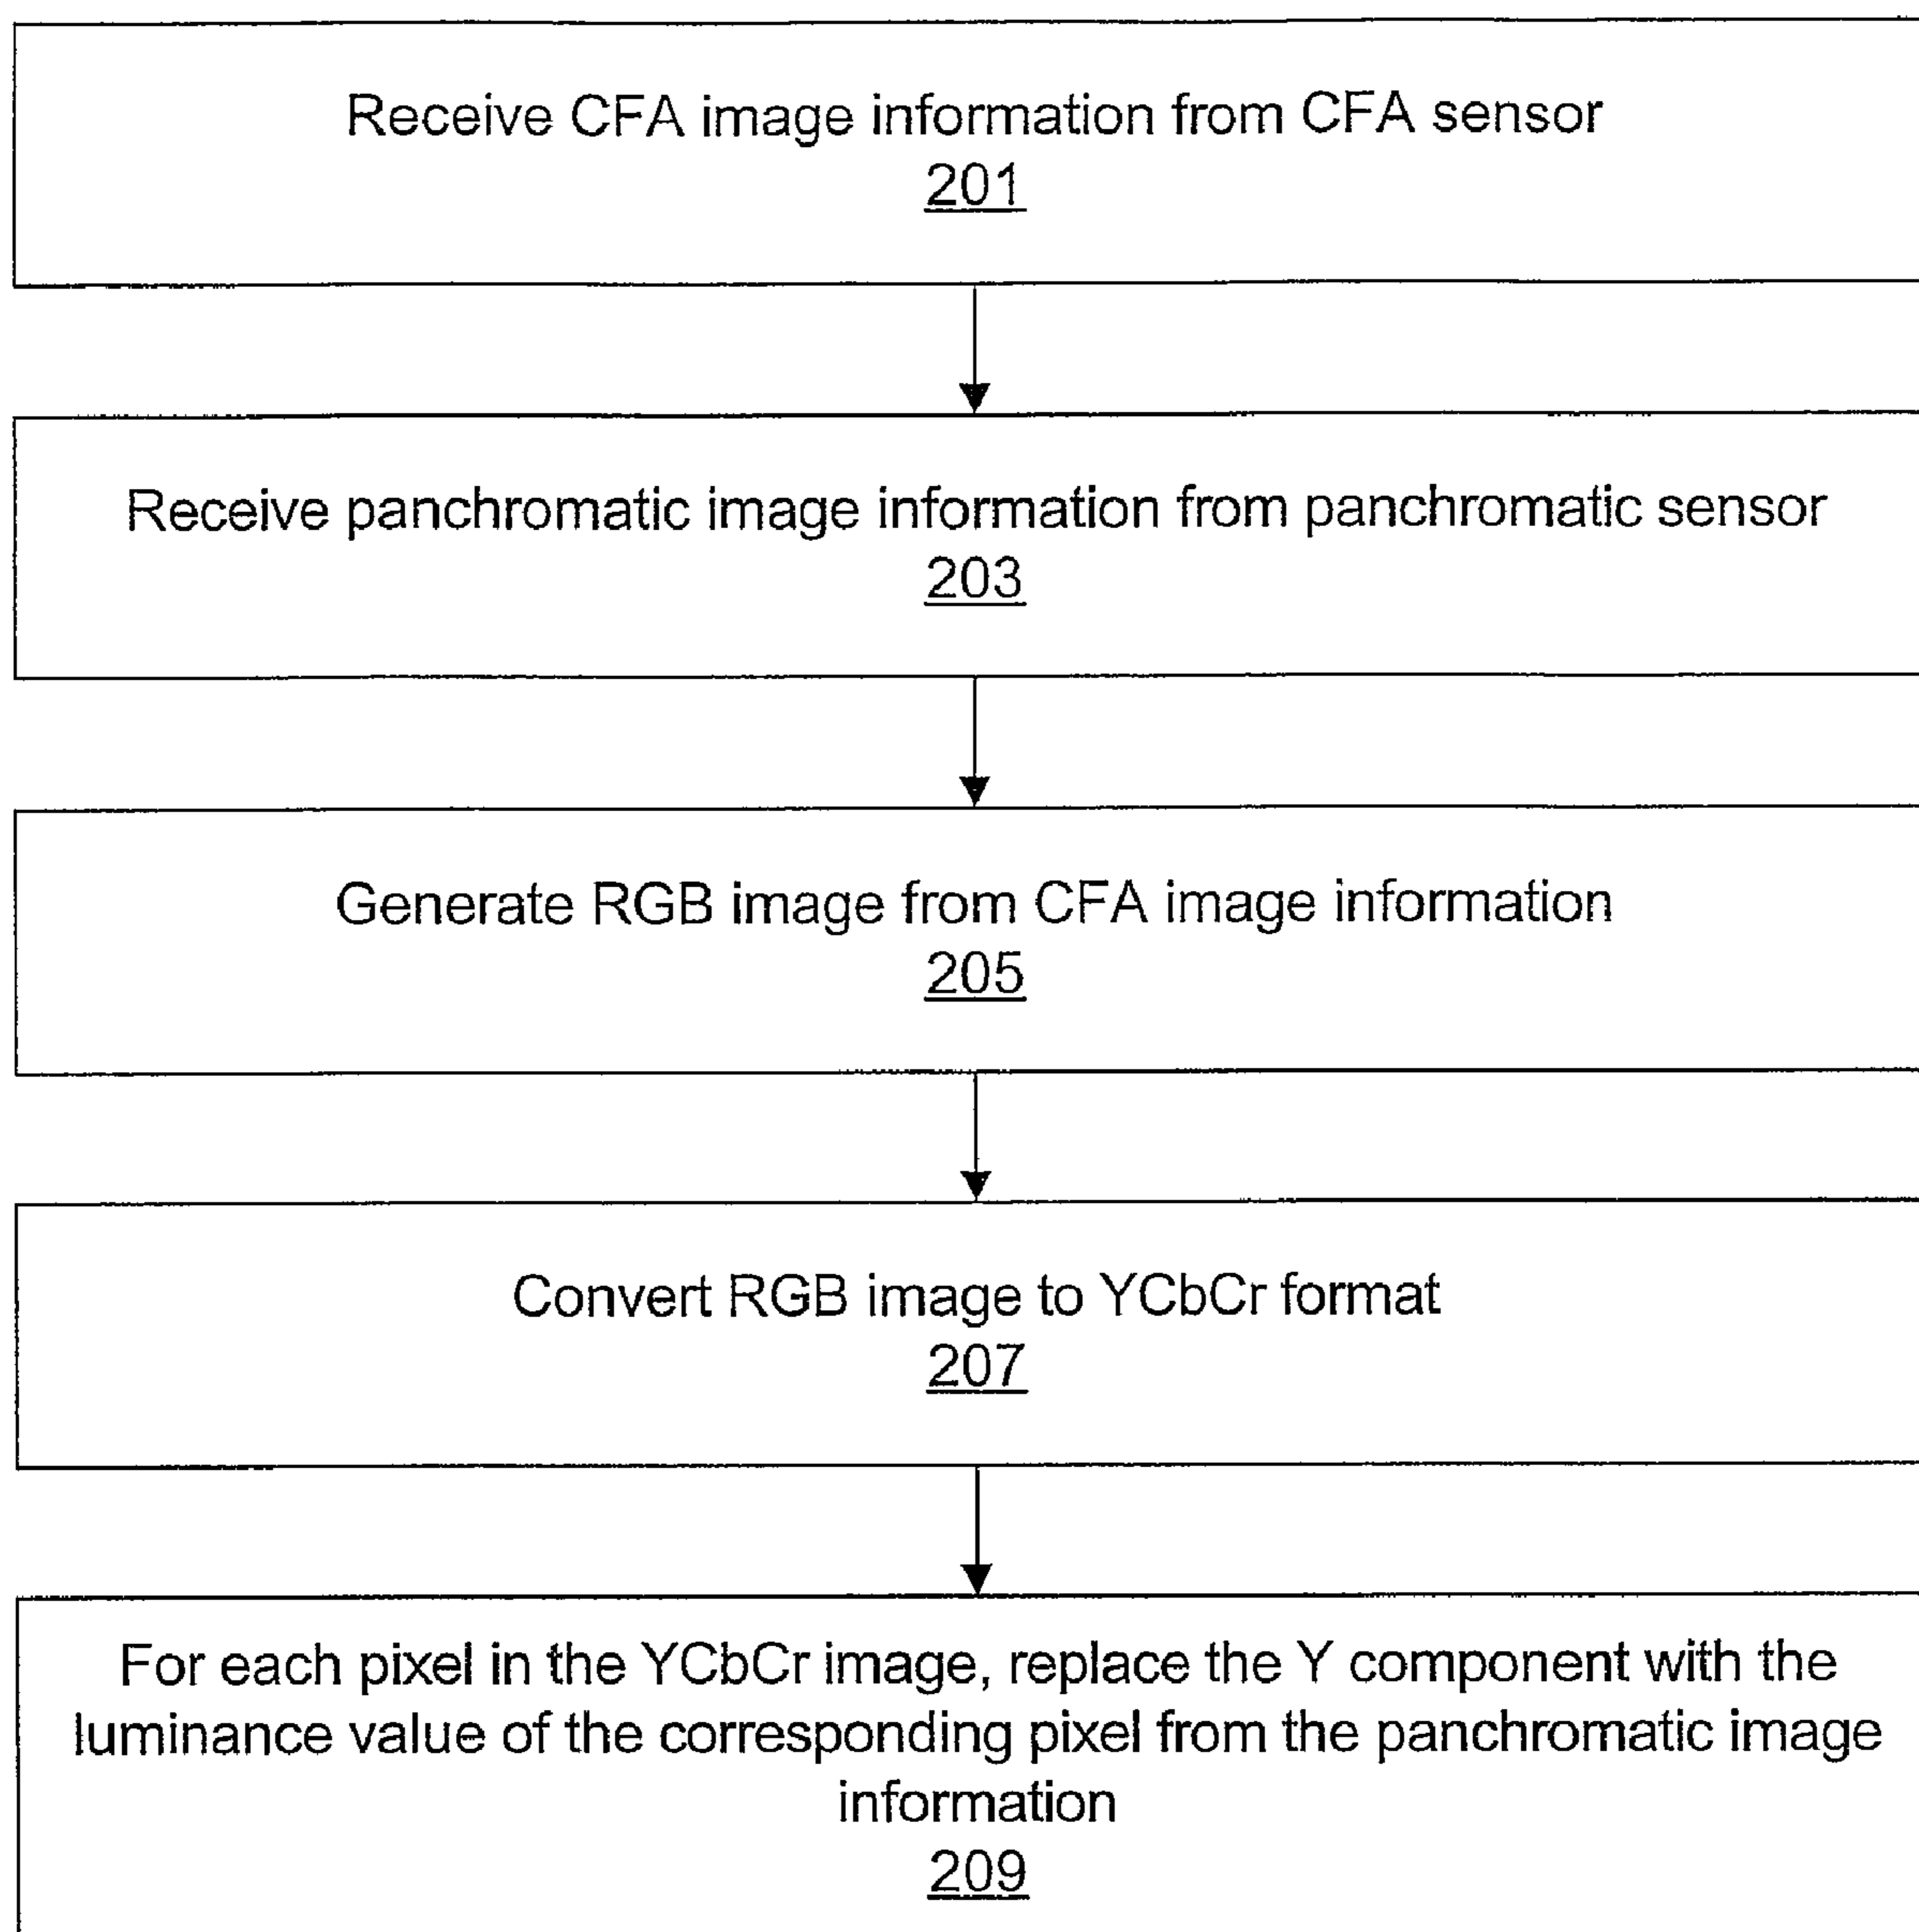 Receive CFA image information from CFA sensor
201
Receive panchromatic image information from panchromatic sensor
203
Generate RGB image from CFA image information
205
Convert RGB image to YCbCr format
207
For each pixel in the YCbCr image, replace the Y component with the
luminance value of the corresponding pixel from the panchromatic image
information
209